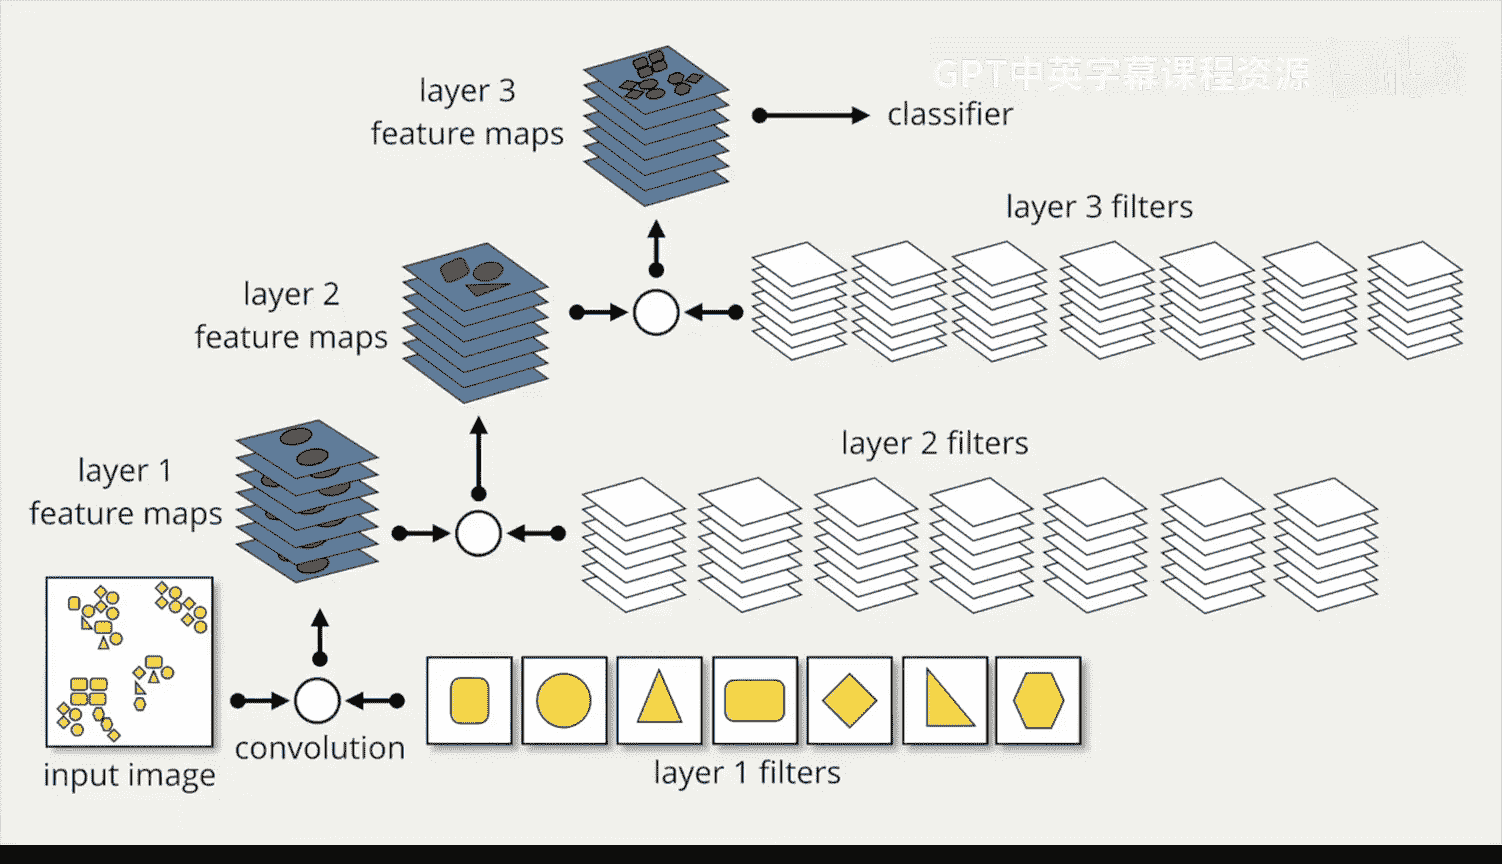 GPT中英字幕课程资源
layer 3
feature maps
classifier
layer 3 filters
layer 2
feature maps
layer 2 filters
layer 1
feature maps
convolution
input image
layer 1 filters